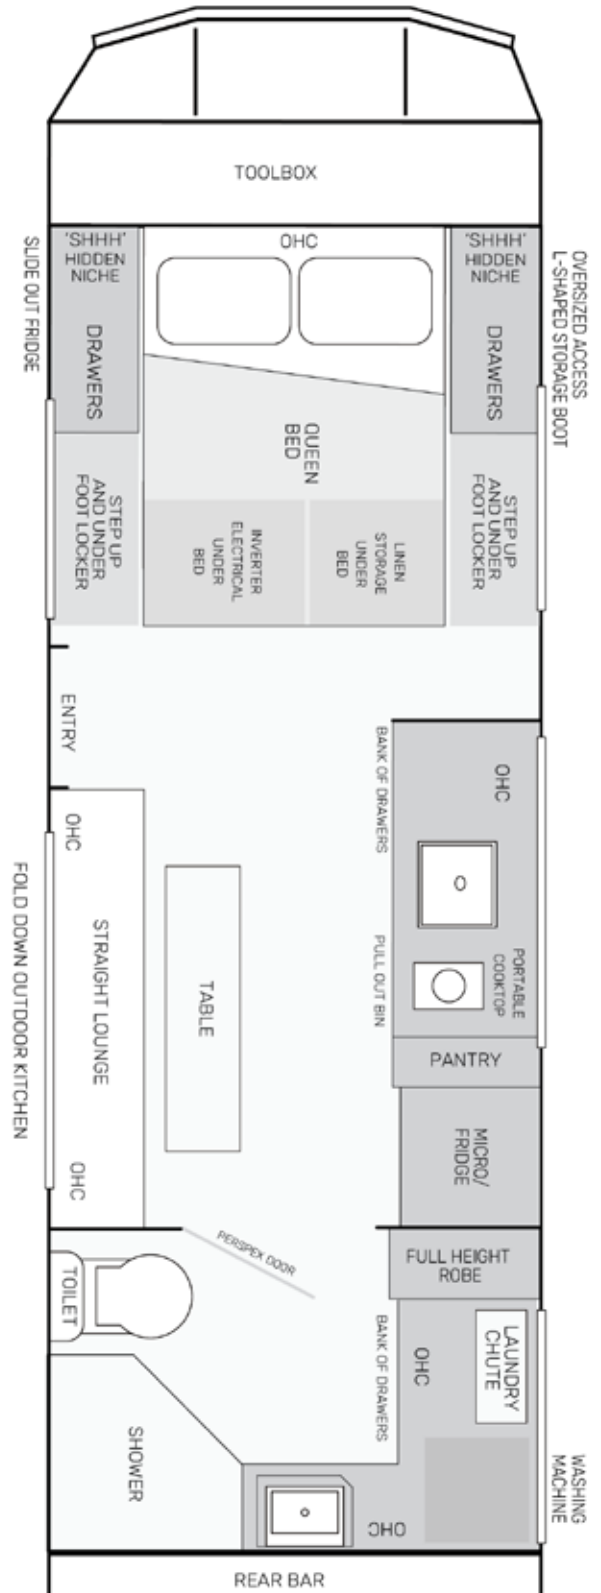 TOOLBOX
SLIDE OUT FRIDGE
'SHHH'
HIDDEN
NICHE
DRAWERS
STEP UP
AND UNDER
FOOT LOCKER
OHC
QUEEN
BED
INVERTER
ELECTRICAL
UNDER
BED
LINEN
STORAGE
UNDER
BED
'SHHH'
HIDDEN
NICHE
DRAWERS
STEP UP
AND UNDER
FOOT LOCKER
OVERSIZED ACCESS
L-SHAPED STORAGE BOOT
ENTRY
BANK OF DRAWERS
OHC
OHC
STRAIGHT LOUNGE
OHC
FOLD DOWN OUTDOOR KITCHEN
TABLE
PULL OUT BIN
PORTABLE
COOKTOP
PANTRY
MICRO/
FRIDGE
PERSPEX DOOR
FULL HEIGHT
ROBE
TOILET
BANK OF DRAWERS
OHC
LAUNDRY
CHUTE
SHOWER
OHC
WASHING
MACHINE
REAR BAR